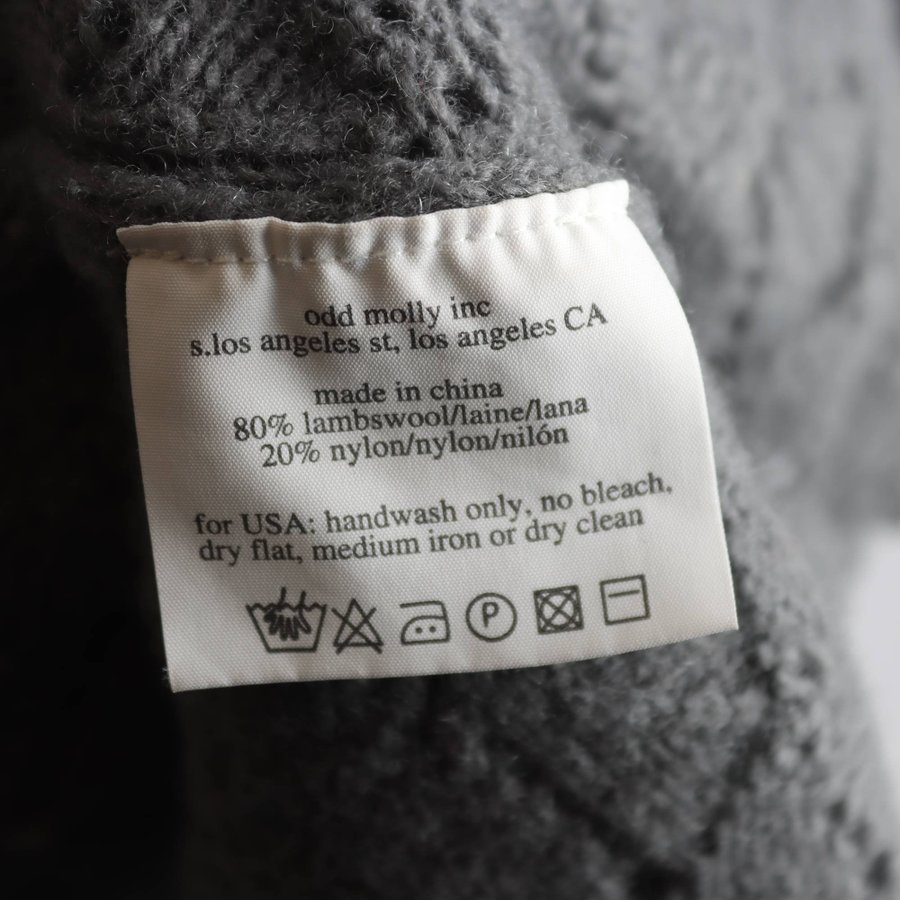 odd molly inc
s.los angeles st, los angeles CA
made in china
80% lambswool/laine/lana
20% nylon/nylon/nilón
for USA: handwash only, no bleach,
dry flat, medium iron or dry clean
P